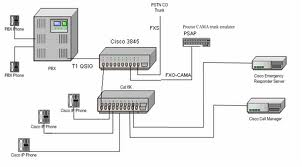 PSTN CO
Trunk
FXS
Proctor CAMA trunk emulator
PSAP
PBX Phone
Cisco 3845
T1 QSIG
PBX
PBX Phone
FXO-CAMA
Cisco Emergency
Responder Server
Cat 6K
Cisco IP Phone
Cisco IP Phone
Cisco Call Manager